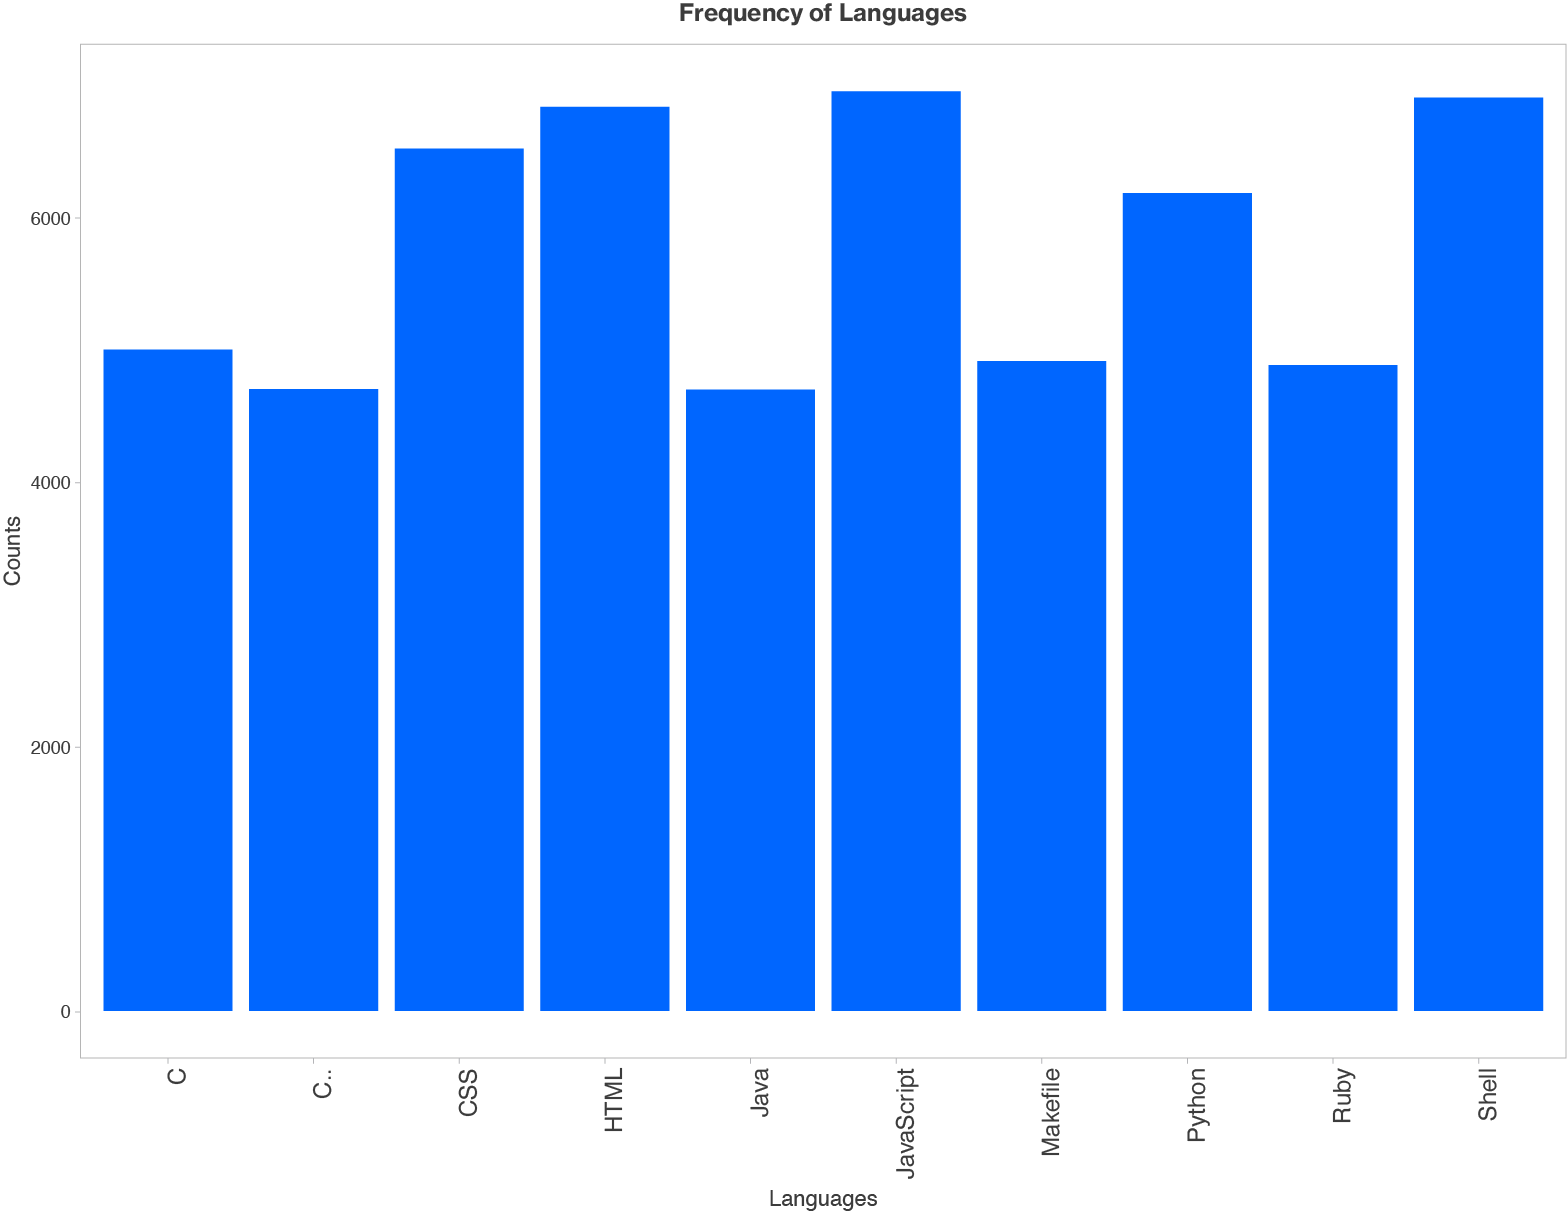 Frequency of Languages
6000
4000
2000
0
Counts
C
C..
CSS
HTML
Java
JavaScript
Makefile
Python
Ruby
Shell
Languages